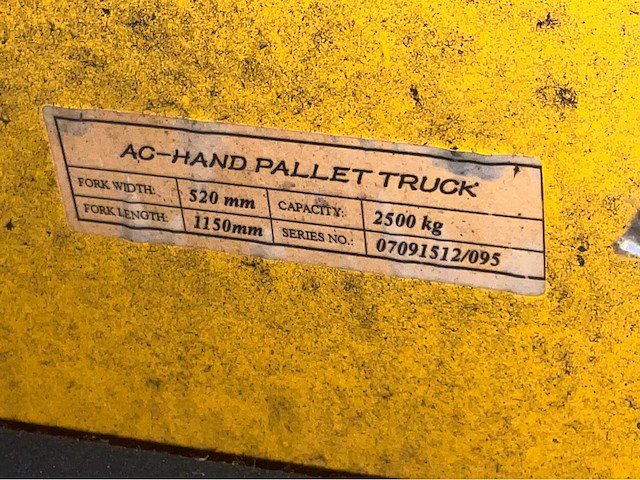 AC-HAND PALLET TRUCK
FORK WIDTH: 520 mm CAPACITY: 2500 kg
FORK LENGTH: 1150mm SERIES NO.: 07091512/095